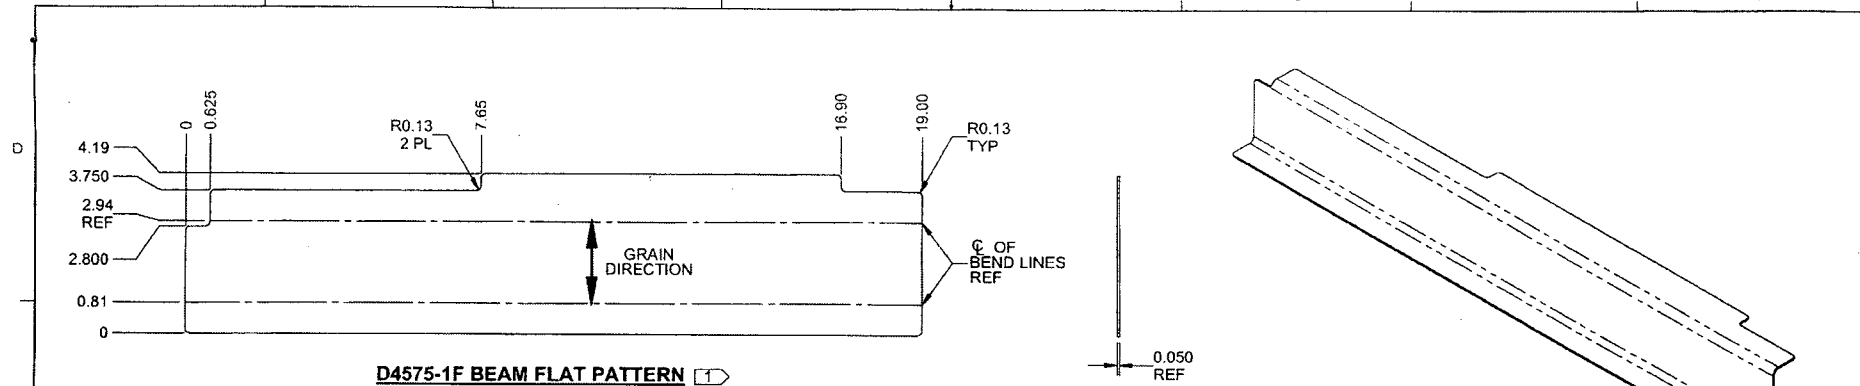 D
0
0.625
7.65
16.90
19.00
R0.13
2 PL
R0.13
TYP
4.19
3.750
2.94
REF
2.800
0.81
0
GRAIN
DIRECTION
℄ OF
BEND LINES
REF
0.050
REF
D4575-1F BEAM FLAT PATTERN 1